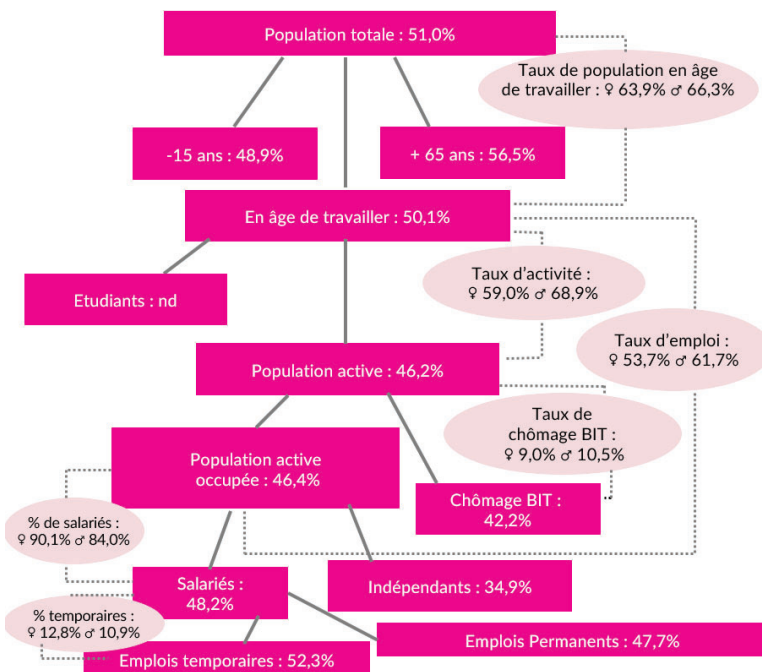 Population totale : 51,0%
Taux de population en âge
de travailler : ♀ 63,9% ♂ 66,3%
-15 ans : 48,9%
+ 65 ans : 56,5%
En âge de travailler : 50,1%
Taux d’activité :
♀ 59,0% ♂ 68,9%
Etudiants : nd
Taux d’emploi :
♀ 53,7% ♂ 61,7%
Population active : 46,2%
Taux de
chômage BIT :
♀ 9,0% ♂ 10,5%
Population active
occupée : 46,4%
Chômage BIT :
42,2%
% de salariés :
♀ 90,1% ♂ 84,0%
Salariés :
48,2%
Indépendants : 34,9%
% temporaires :
♀ 12,8% ♂ 10,9%
Emplois Permanents : 47,7%
Emplois temporaires : 52,3%